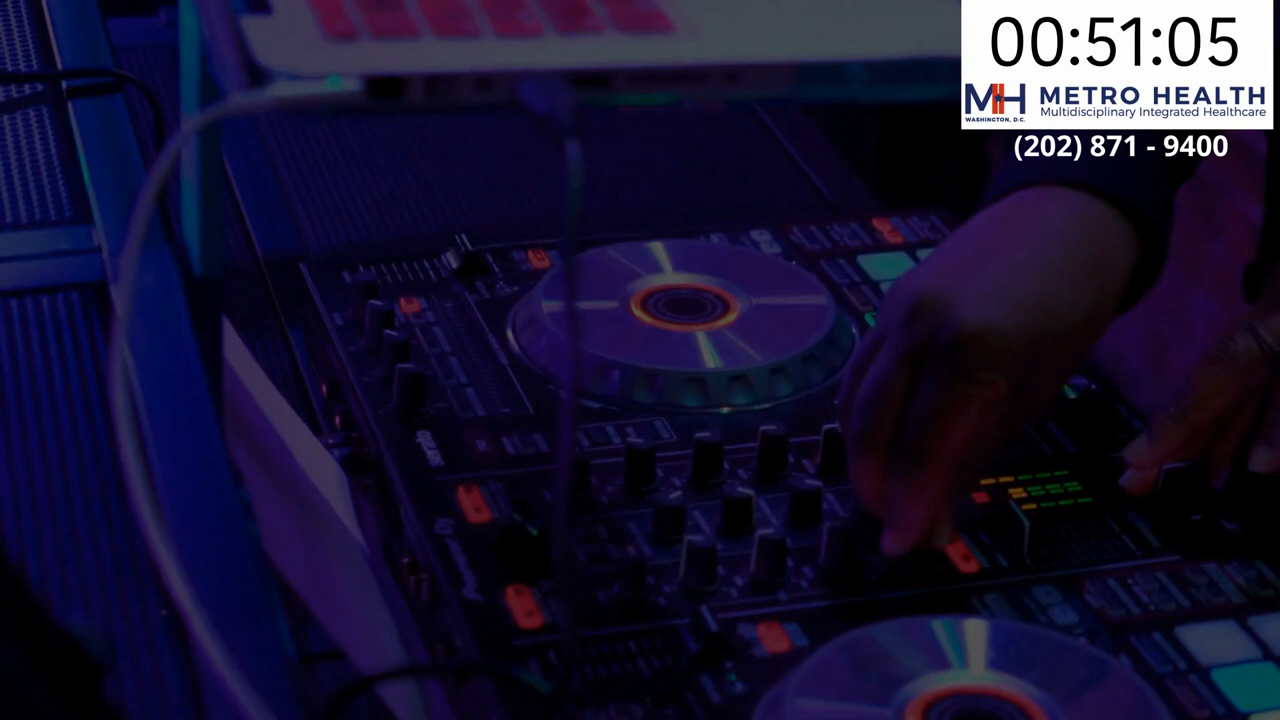 00:51:05
MH METRO HEALTH
WASHINGTON, D.C. Multidisciplinary Integrated Healthcare
(202) 871 - 9400